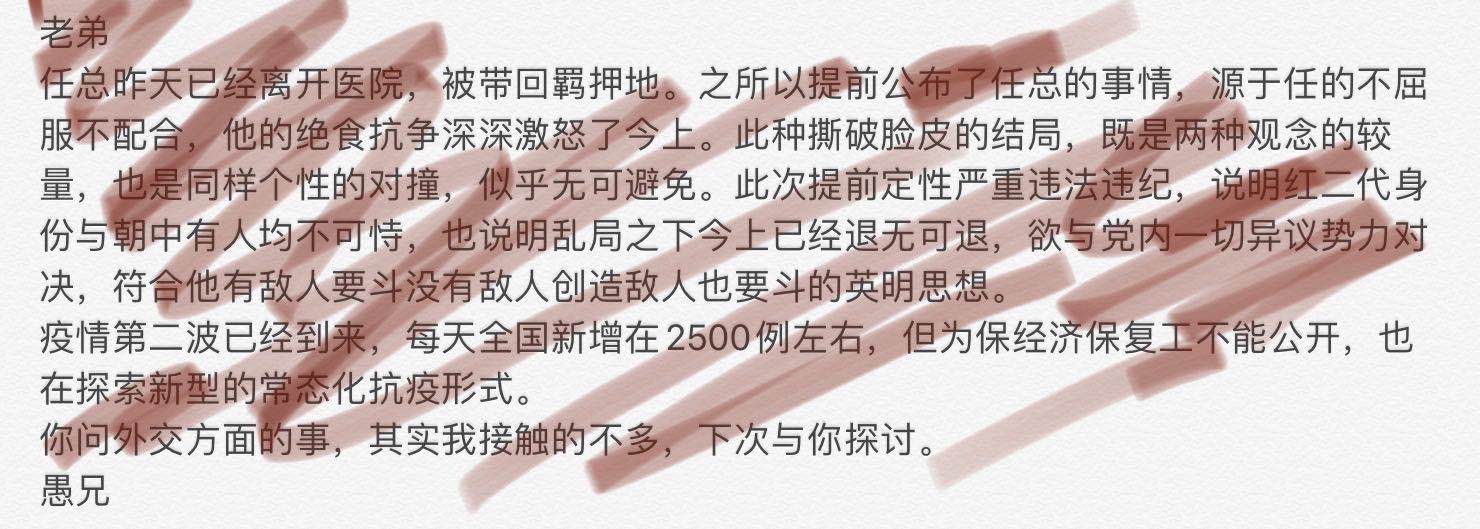 老弟
任总昨天已经离开医院，被带回羁押地。之所以提前公布了任总的事情，源于任的不屈
服不配合，他的绝食抗争深深激怒了今上。此种撕破脸皮的结局，既是两种观念的较
量，也是同样个性的对撞，似乎无可避免。此次提前定性严重违法违纪，说明红二代身
份与朝中有人均不可恃，也说明乱局之下今上已经退无可退，欲与党内一切异议势力对
决，符合他有敌人要斗没有敌人创造敌人也要斗的英明思想。
疫情第二波已经到来，每天全国新增在2500例左右，但为保经济保复工不能公开，也
在探索新型的常态化抗疫形式。
你问外交方面的事，其实我接触的不多，下次与你探讨。
愚兄